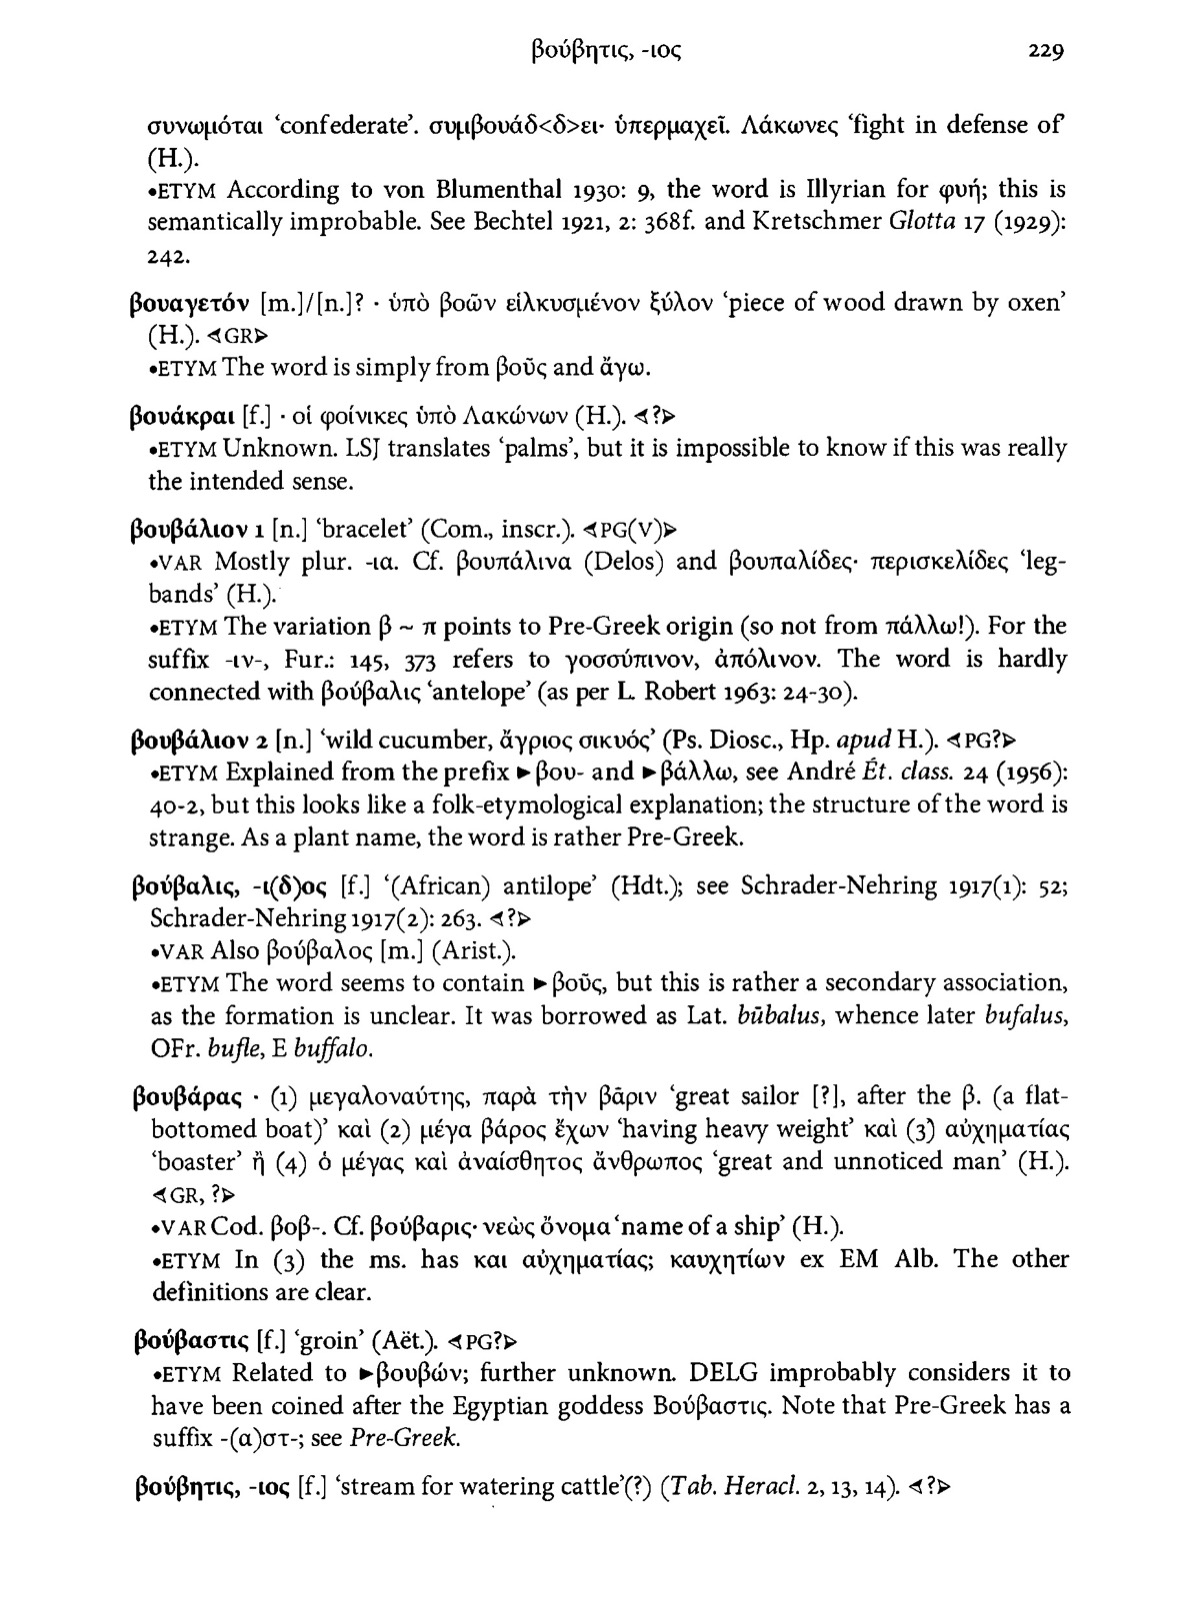 βούβητις, -ιος 229
συνωμόται ‘confederate’. συμβουάδ<δ>ει· ὑπερμαχεῖ. Λάκωνες ‘fight in defense of’
(H.).
•ETYM According to von Blumenthal 1930: 9, the word is Illyrian for φυή; this is
semantically improbable. See Bechtel 1921, 2: 368f. and Kretschmer Glotta 17 (1929):
242.
βουαγετόν [m.]/[n.]? · ὑπὸ βοῶν εἱλκυσμένον ξύλον ‘piece of wood drawn by oxen’
(H.). ⊲GR⊳
•ETYM The word is simply from βοῦς and ἄγω.
βουάκραι [f.] · οἱ φοίνικες ὑπὸ Λακώνων (H.). ⊲?⊳
•ETYM Unknown. LSJ translates ‘palms’, but it is impossible to know if this was really
the intended sense.
βουβάλιον 1 [n.] ‘bracelet’ (Com., inscr.). ⊲PG(V)⊳
•VAR Mostly plur. -ια. Cf. βουπάλινα (Delos) and βουπαλίδες· περισκελίδες ‘leg-
bands’ (H.).
•ETYM The variation β ~ π points to Pre-Greek origin (so not from πάλλω!). For the
suffix -ιν-, Fur.: 145, 373 refers to γοσσύπινον, ἀπόλινον. The word is hardly
connected with βούβαλις ‘antelope’ (as per L. Robert 1963: 24-30).
βουβάλιον 2 [n.] ‘wild cucumber, ἄγριος σικυός’ (Ps. Diosc., Hp. apud H.). ⊲PG?⊳
•ETYM Explained from the prefix ►βου- and ►βάλλω, see André Ét. class. 24 (1956):
40-2, but this looks like a folk-etymological explanation; the structure of the word is
strange. As a plant name, the word is rather Pre-Greek.
βούβαλις, -ι(δ)ος [f.] ‘(African) antilope’ (Hdt.); see Schrader-Nehring 1917(1): 52;
Schrader-Nehring 1917(2): 263. ⊲?⊳
•VAR Also βούβαλος [m.] (Arist.).
•ETYM The word seems to contain ►βοῦς, but this is rather a secondary association,
as the formation is unclear. It was borrowed as Lat. būbalus, whence later bufalus,
OFr. bufle, E buffalo.
βουβάρας · (1) μεγαλοναύτης, παρὰ τὴν βᾶριν ‘great sailor [?], after the β. (a flat-
bottomed boat)’ καὶ (2) μέγα βάρος ἔχων ‘having heavy weight’ καὶ (3) αὐχηματίας
‘boaster’ ἢ (4) ὁ μέγας καὶ ἀναίσθητος ἄνθρωπος ‘great and unnoticed man’ (H.).
⊲GR, ?⊳
•VAR Cod. βοβ-. Cf. βούβαρις· νεὼς ὄνομα ‘name of a ship’ (H.).
•ETYM In (3) the ms. has και αὐχηματίας; καυχητίων ex EM Alb. The other
definitions are clear.
βούβαστις [f.] ‘groin’ (Aët.). ⊲PG?⊳
•ETYM Related to ►βουβών; further unknown. DELG improbably considers it to
have been coined after the Egyptian goddess Βούβαστις. Note that Pre-Greek has a
suffix -(α)στ-; see Pre-Greek.
βούβητις, -ιος [f.] ‘stream for watering cattle’(?) (Tab. Heracl. 2, 13, 14). ⊲?⊳